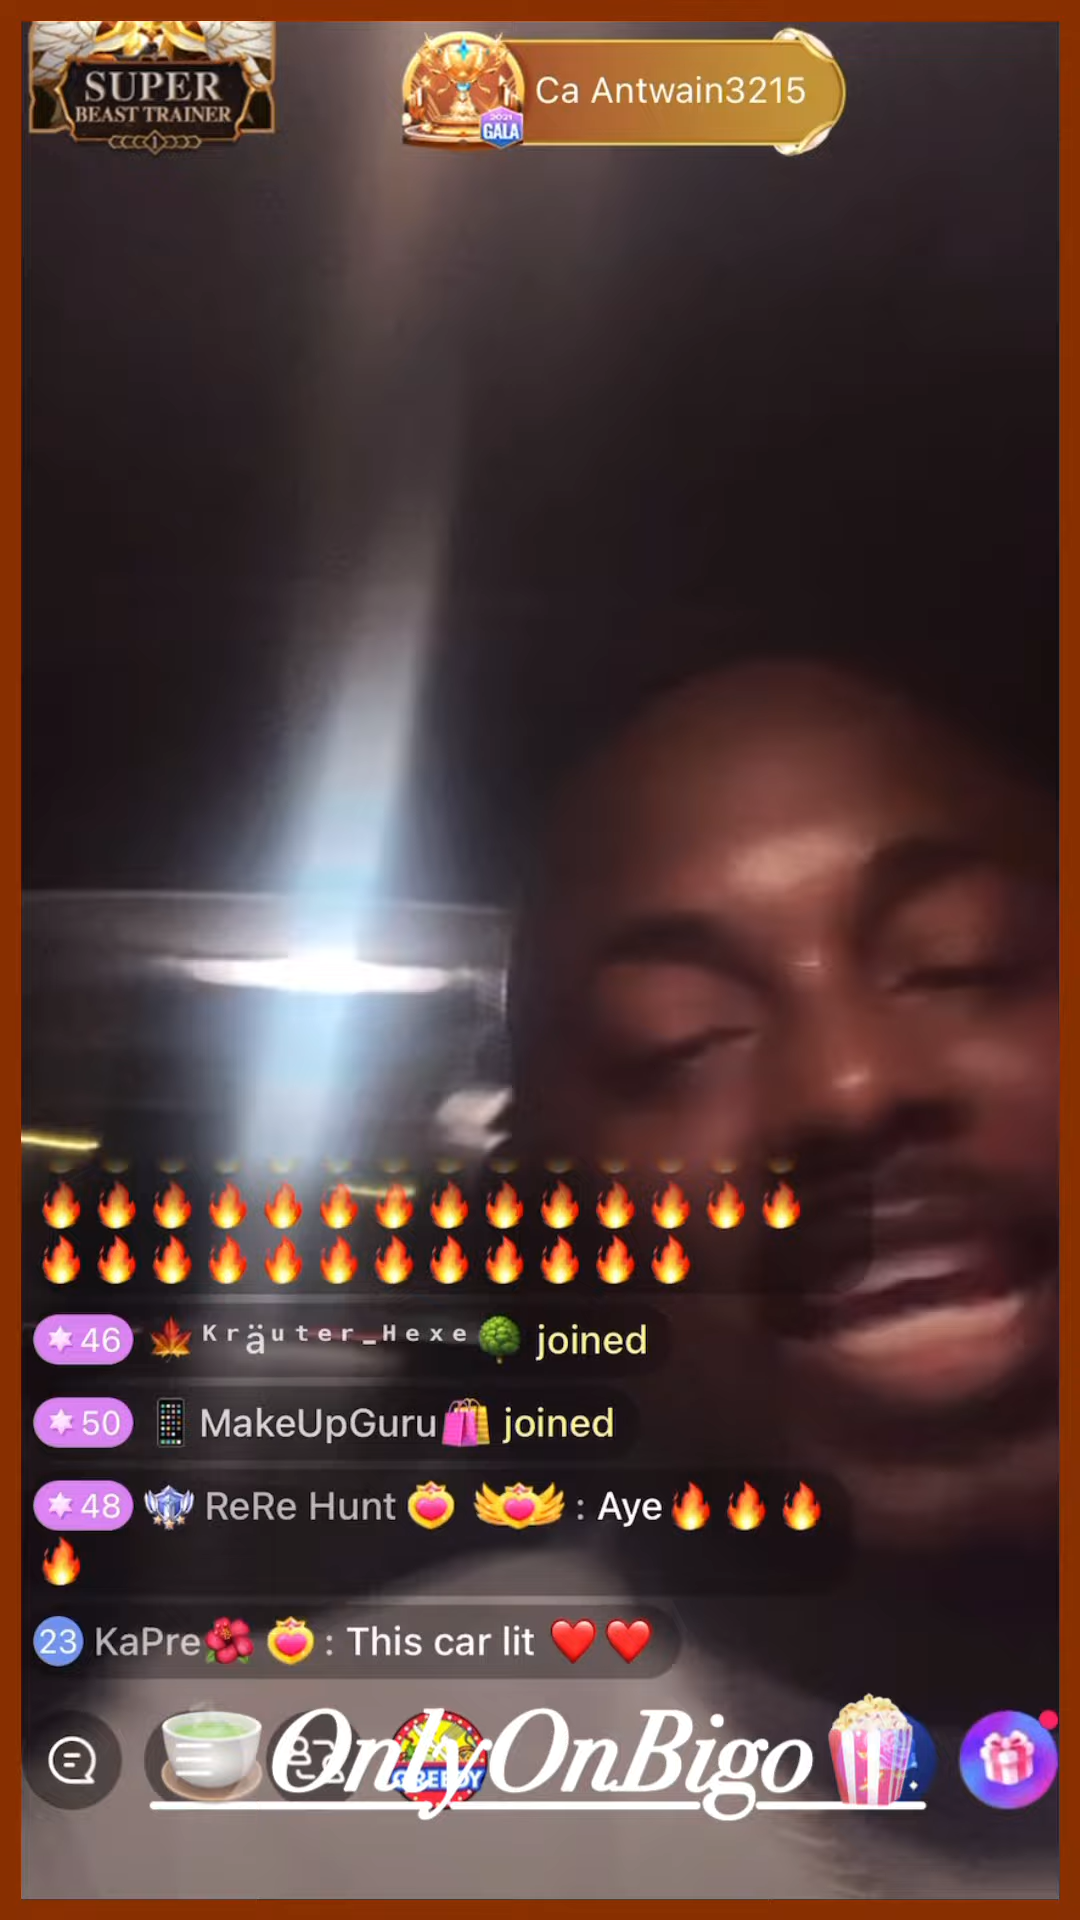 SUPER
BEAST TRAINER
I
2021
GALA
Ca Antwain3215
🔥🔥🔥🔥🔥🔥🔥🔥🔥🔥🔥🔥🔥🔥
🔥🔥🔥🔥🔥🔥🔥🔥🔥🔥🔥🔥
46 🍁ᴷʳäᵘᵗᵉʳ_ᴴᵉˣᵉ🌳 joined
50 📱 MakeUpGuru🛍️ joined
48 ReRe Hunt : Aye🔥🔥🔥
🔥
23 KaPre🌺 : This car lit ❤️❤️
GREEDY
🍵OnlyOnBigo🍿